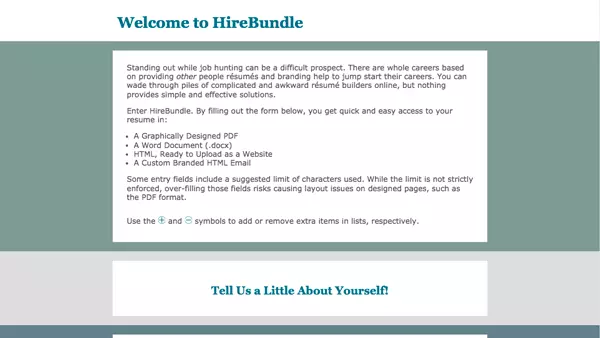 Welcome to HireBundle
Standing out while job hunting can be a difficult prospect. There are whole careers based
on providing other people résumés and branding help to jump start their careers. You can
wade through piles of complicated and awkward résumé builders online, but nothing
provides simple and effective solutions.
Enter HireBundle. By filling out the form below, you get quick and easy access to your
resume in:
• A Graphically Designed PDF
• A Word Document (.docx)
• HTML, Ready to Upload as a Website
• A Custom Branded HTML Email
Some entry fields include a suggested limit of characters used. While the limit is not strictly
enforced, over-filling those fields risks causing layout issues on designed pages, such as
the PDF format.
Use the ⊕ and ⊖ symbols to add or remove extra items in lists, respectively.
Tell Us a Little About Yourself!